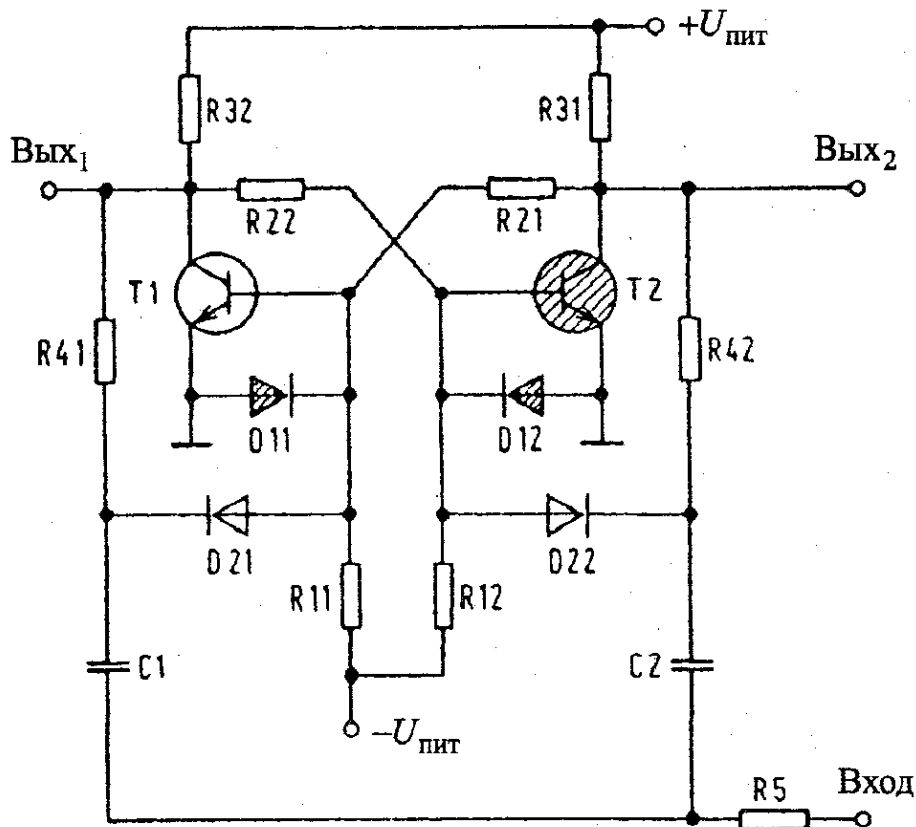 +Uпит
R32
R31
Вых₁
Вых₂
R22
R21
T1
T2
R41
R42
D11
D12
D21
D22
R11
R12
C1
C2
−Uпит
R5
Вход